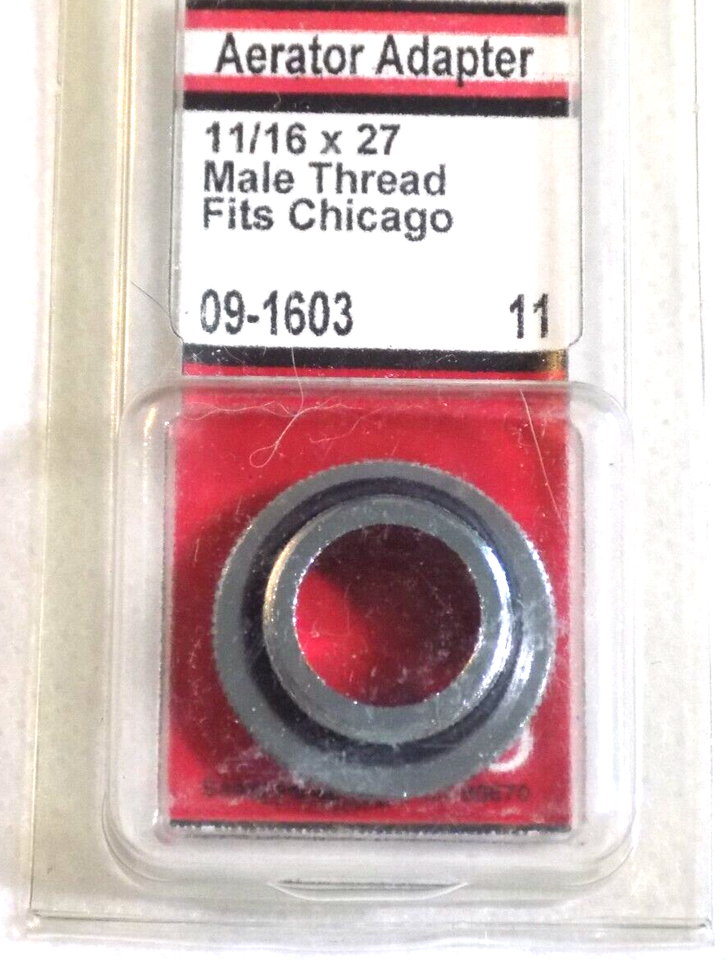 Aerator Adapter
11/16 x 27
Male Thread
Fits Chicago
09-1603 11